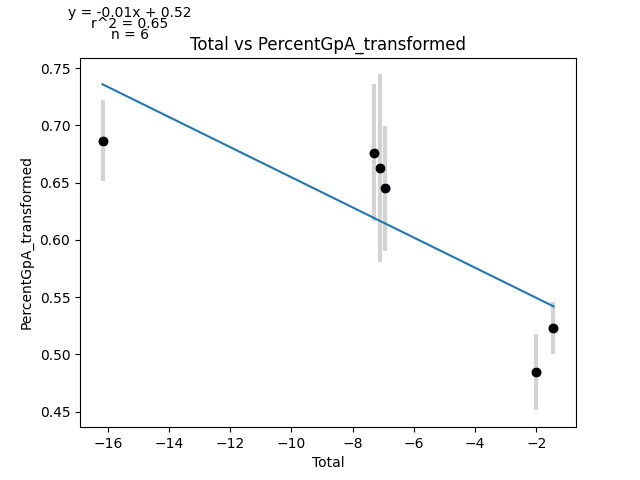 y = -0.01x + 0.52
r^2 = 0.65
n = 6
Total vs PercentGpA_transformed
0.75
0.70
0.65
0.60
0.55
0.50
0.45
PercentGpA_transformed
−16
−14
−12
−10
−8
−6
−4
−2
Total